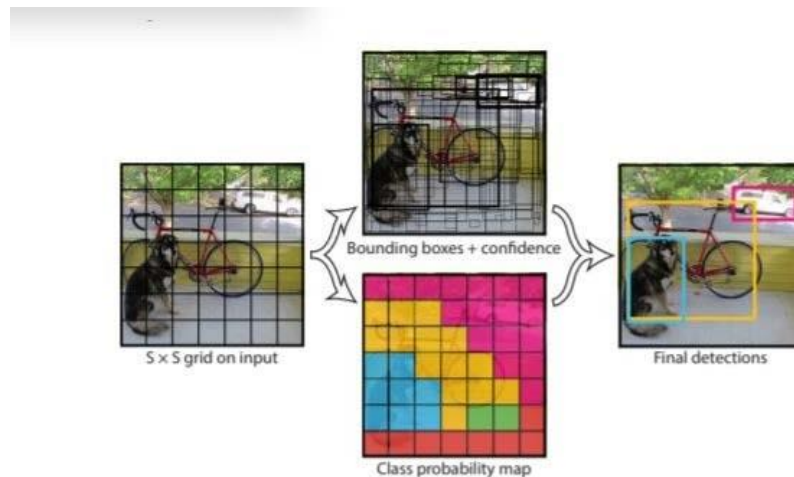 S × S grid on input
Bounding boxes + confidence
Class probability map
Final detections